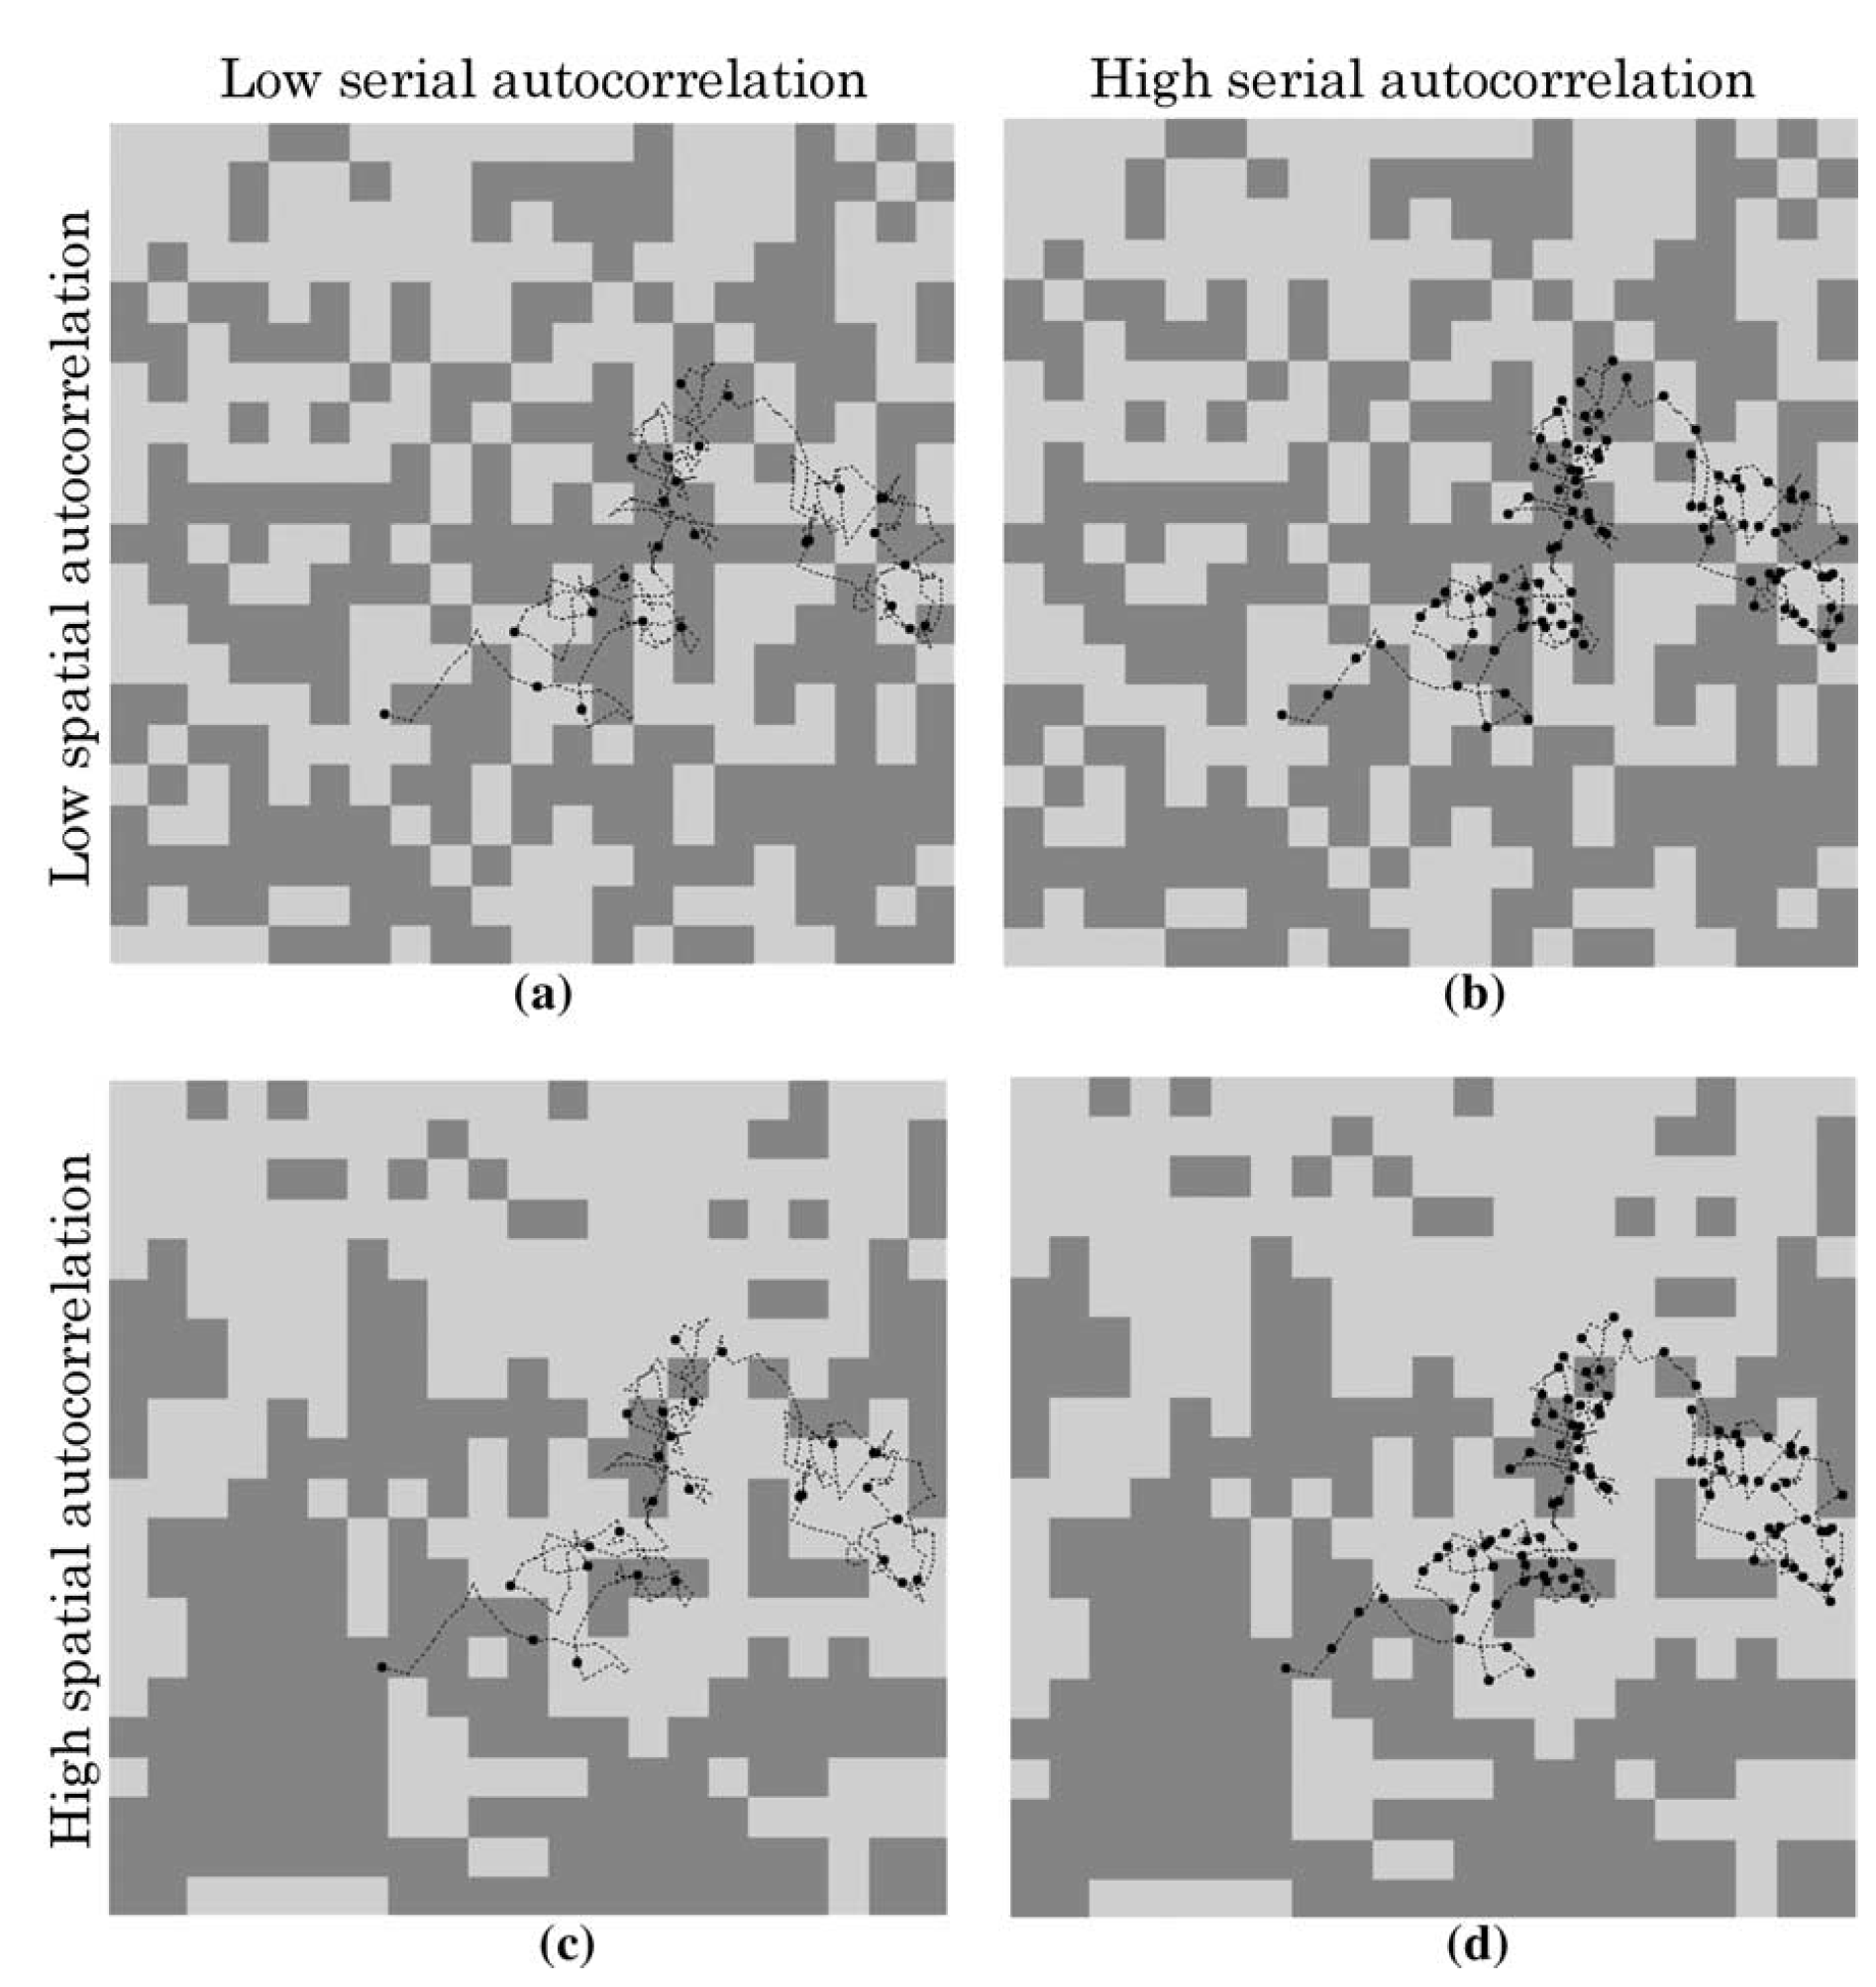 Low serial autocorrelation
High serial autocorrelation
Low spatial autocorrelation
(a)
(b)
High spatial autocorrelation
(c)
(d)